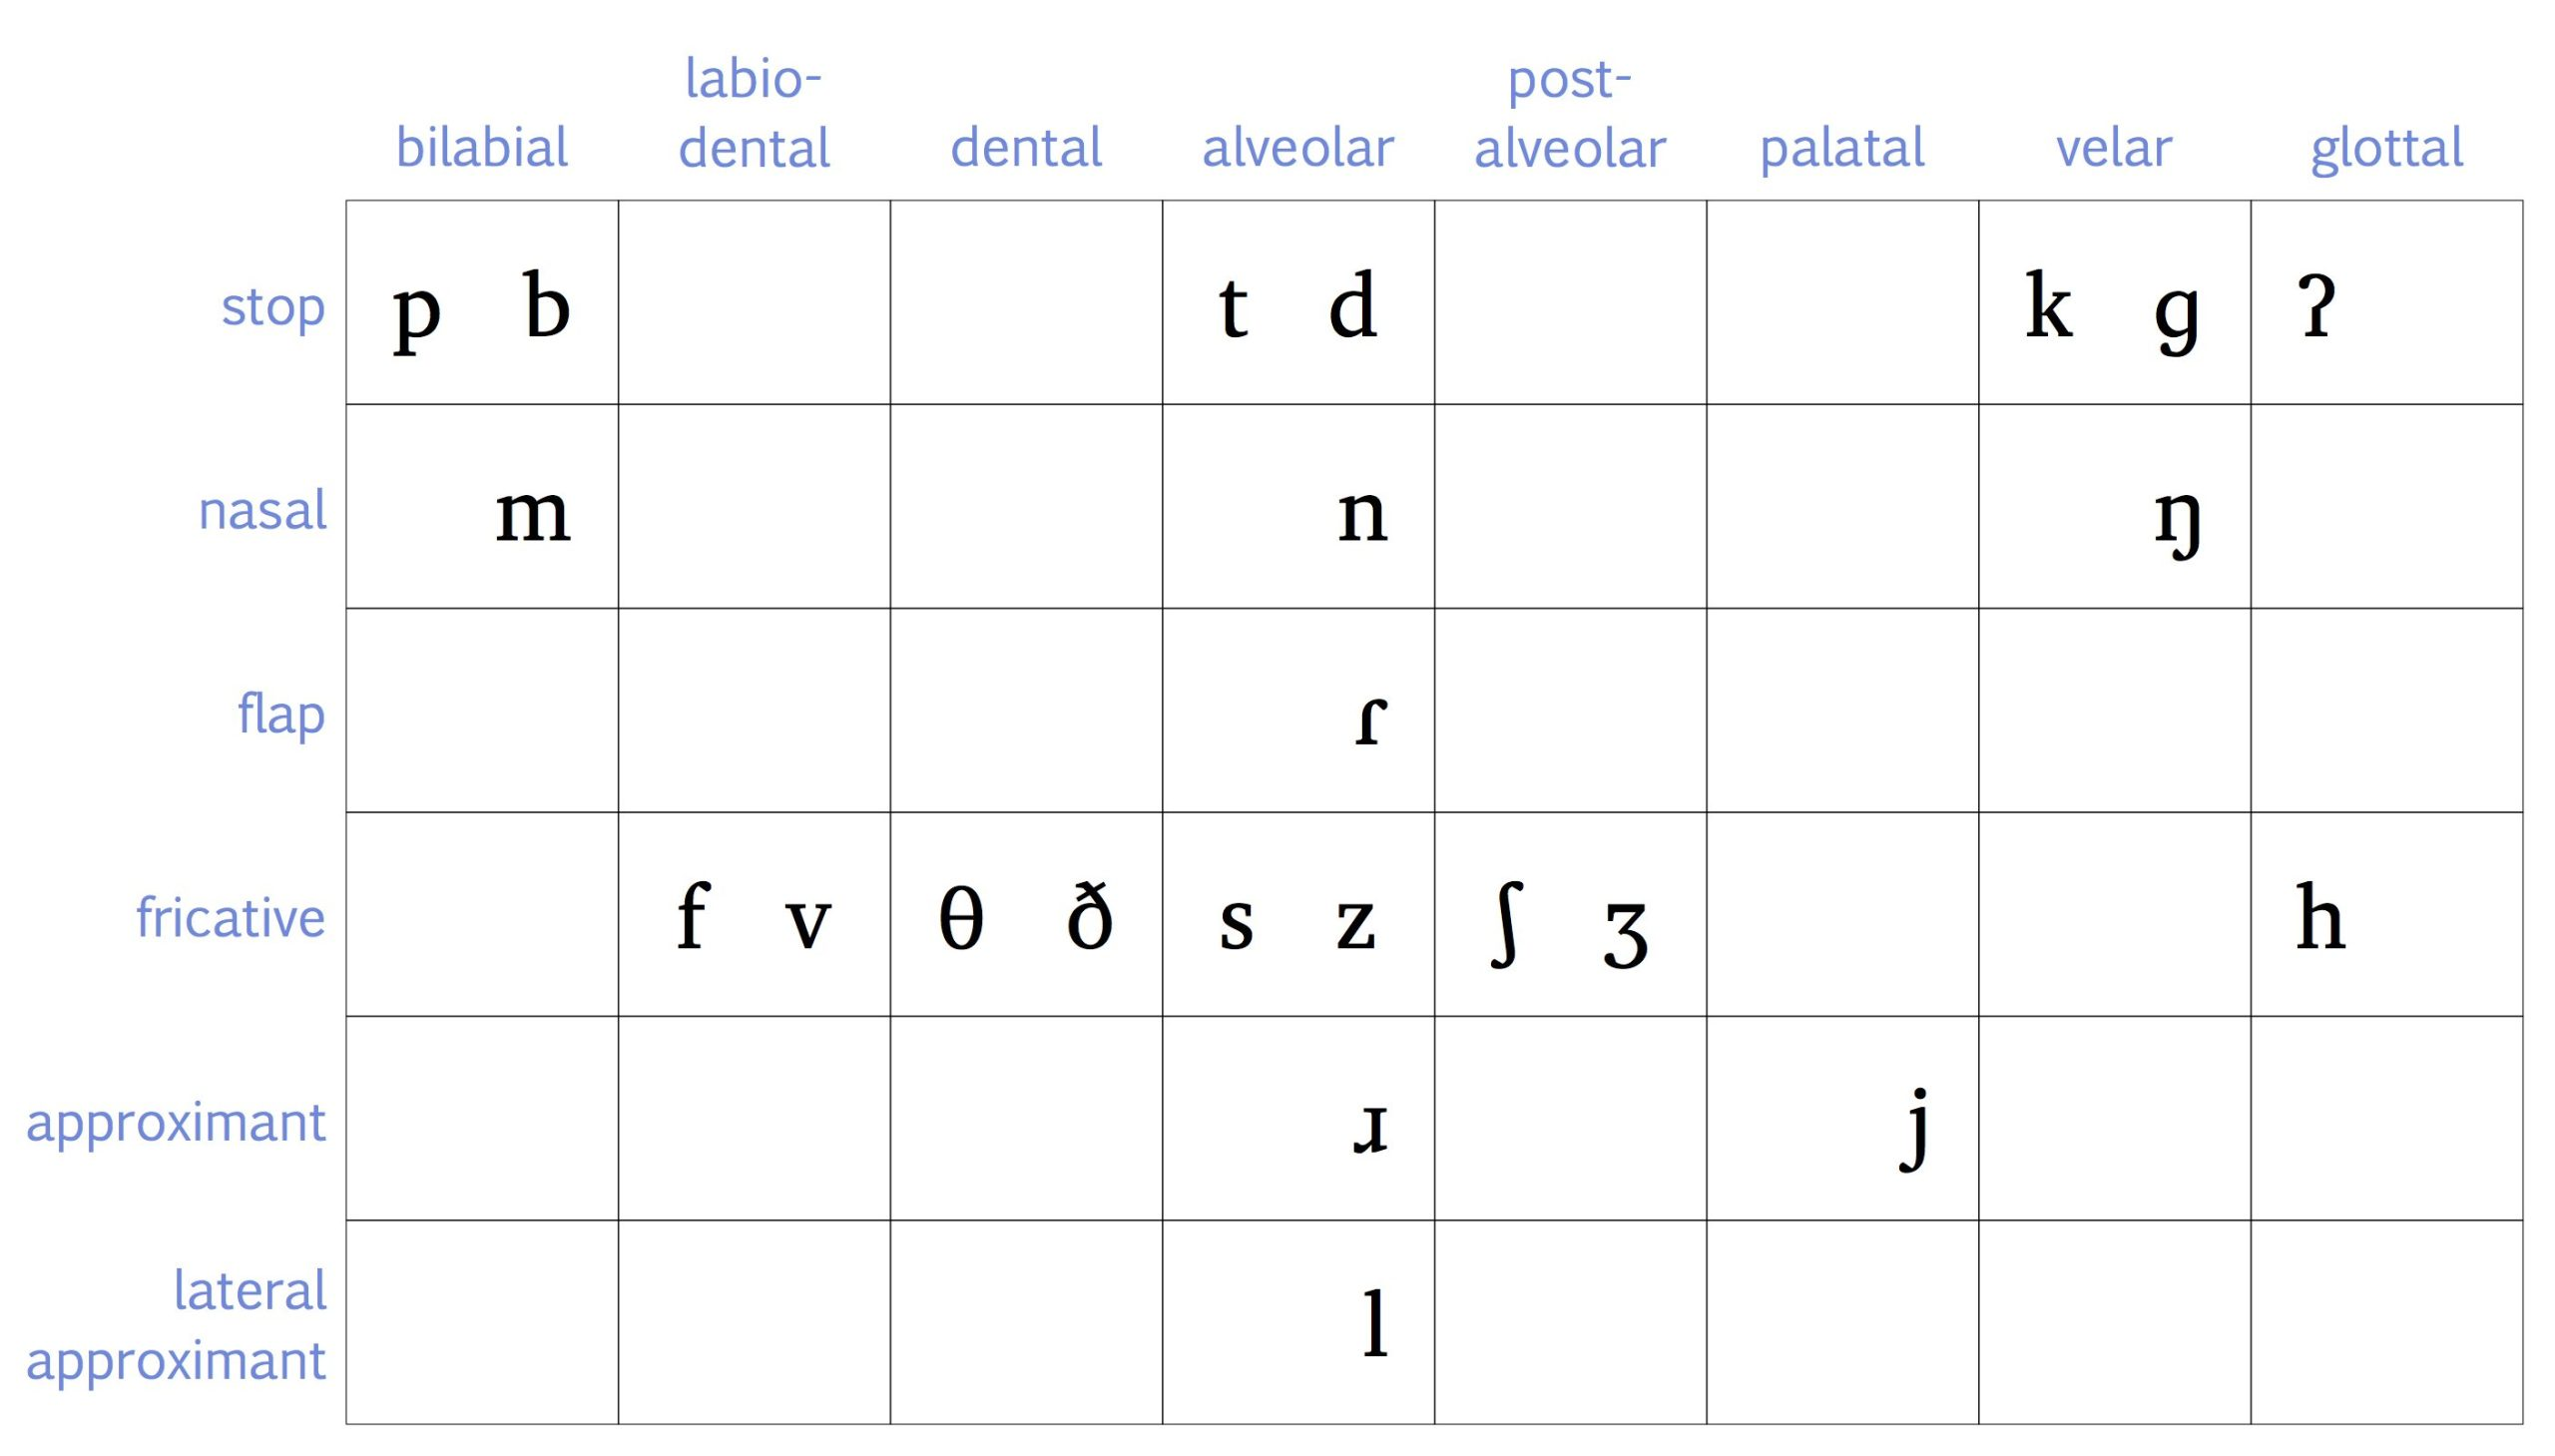 labio- post-
bilabial dental dental alveolar alveolar palatal velar glottal
stop p b t d k ɡ ʔ
nasal m n ŋ
flap ɾ
fricative f v θ ð s z ʃ ʒ h
approximant ɹ j
lateral
approximant l